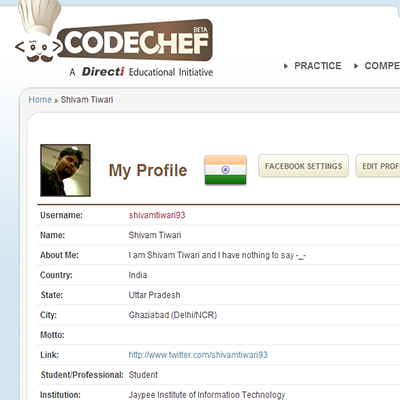 BETA
CODECHEF
A Directi Educational Initiative
PRACTICE
COMPE
Home » Shivam Tiwari
My Profile
FACEBOOK SETTINGS
EDIT PROF
Username: shivamtiwari93
Name: Shivam Tiwari
About Me: I am Shivam Tiwari and I have nothing to say -_-
Country: India
State: Uttar Pradesh
City: Ghaziabad (Delhi/NCR)
Motto:
Link: http://www.twitter.com/shivamtiwari93
Student/Professional: Student
Institution: Jaypee Institute of Information Technology